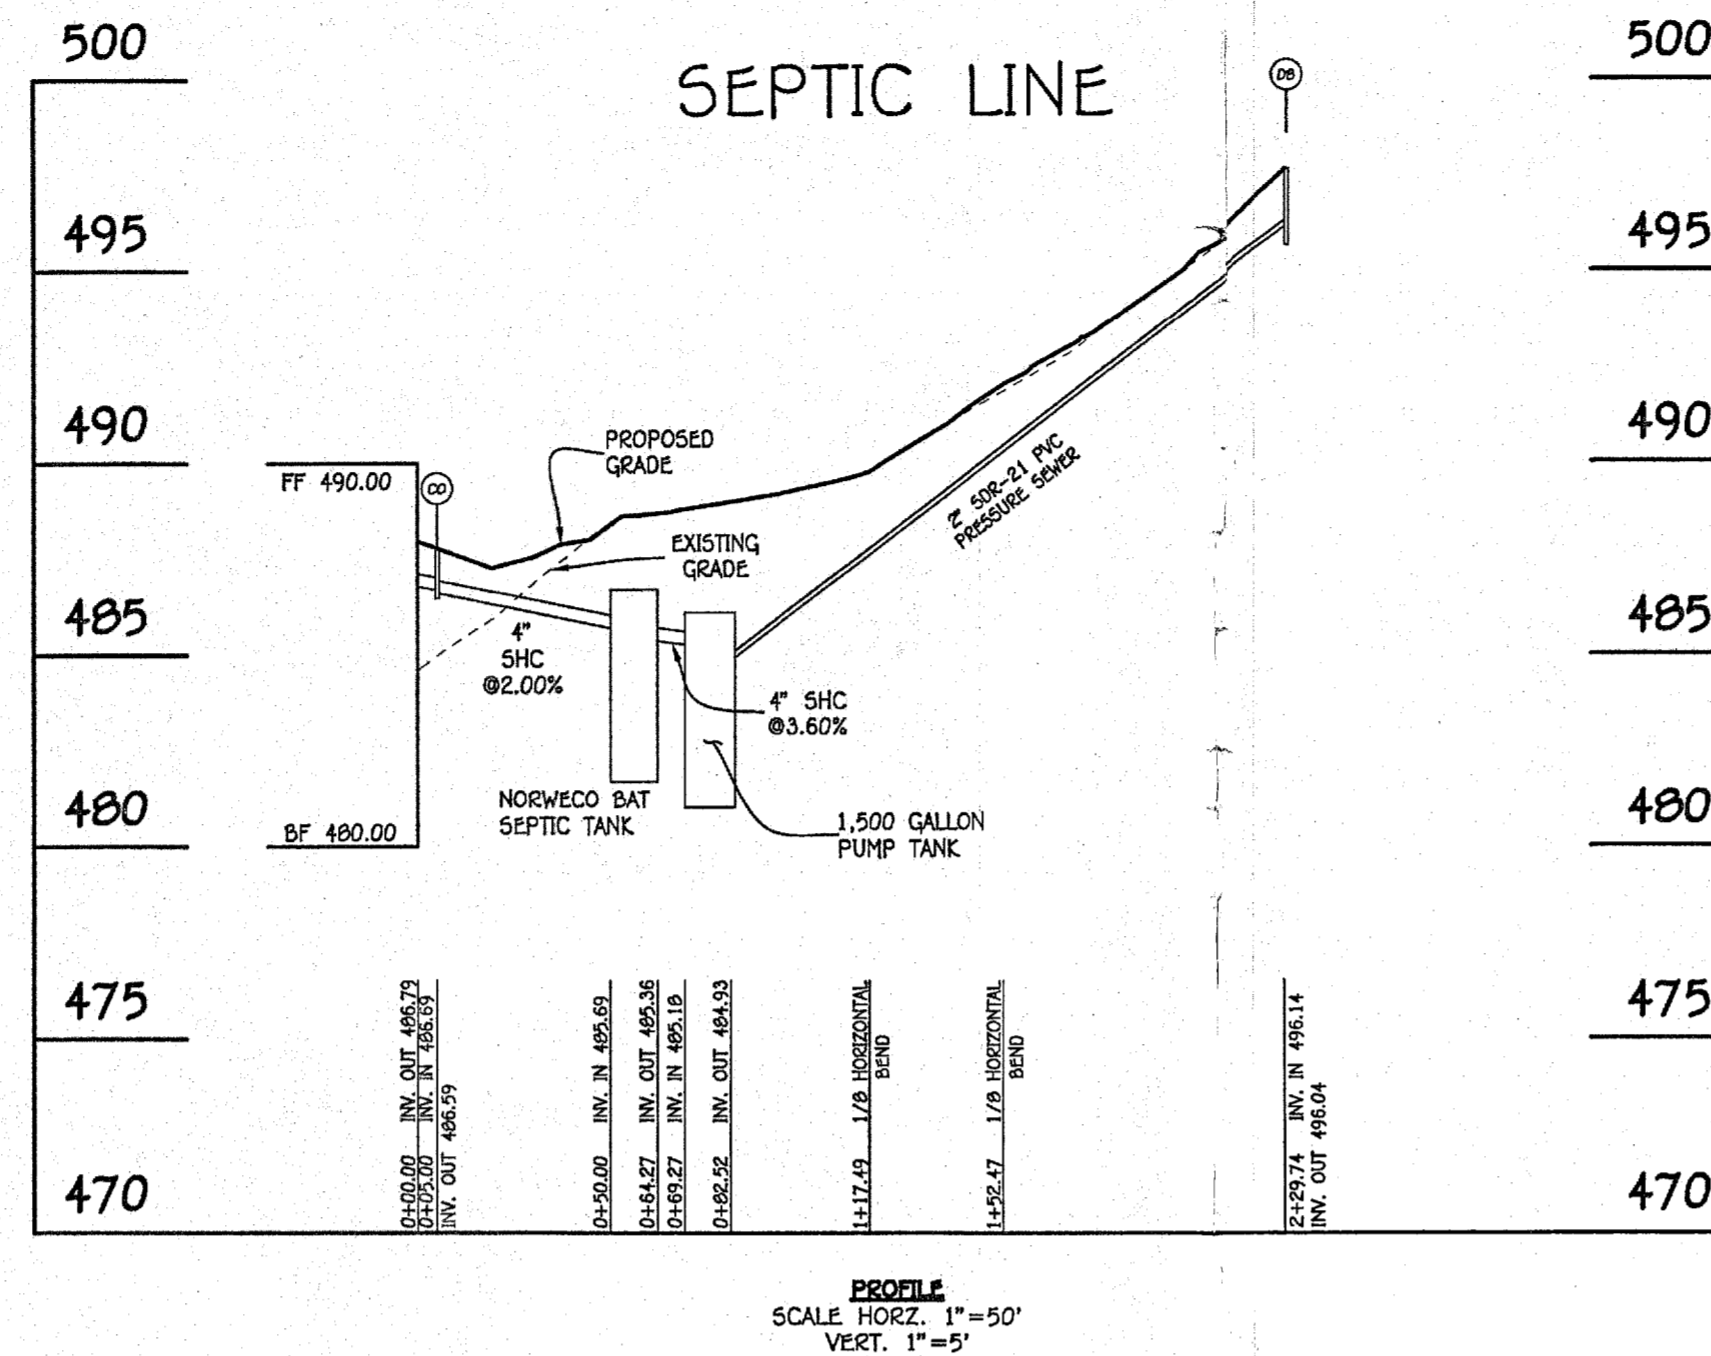 SEPTIC LINE
500
495
490
485
480
475
470
500
495
490
485
480
475
470
DB
FF 490.00
CO
PROPOSED
GRADE
EXISTING
GRADE
4"
SHC
@2.00%
2" SDR-21 PVC
PRESSURE SEWER
4" SHC
@3.60%
BF 480.00
NORWECO BAT
SEPTIC TANK
1,500 GALLON
PUMP TANK
0+00.00 INV. OUT 486.79
0+05.00 INV. IN 486.69
INV. OUT 486.59
0+50.00 INV. IN 485.69
0+64.27 INV. OUT 485.36
0+69.27 INV. IN 485.18
0+82.52 INV. OUT 484.93
1+17.49 1/8 HORIZONTAL
BEND
1+52.47 1/8 HORIZONTAL
BEND
2+29.74 INV. IN 496.14
INV. OUT 496.04
PROFILE
SCALE HORZ. 1"=50'
VERT. 1"=5'